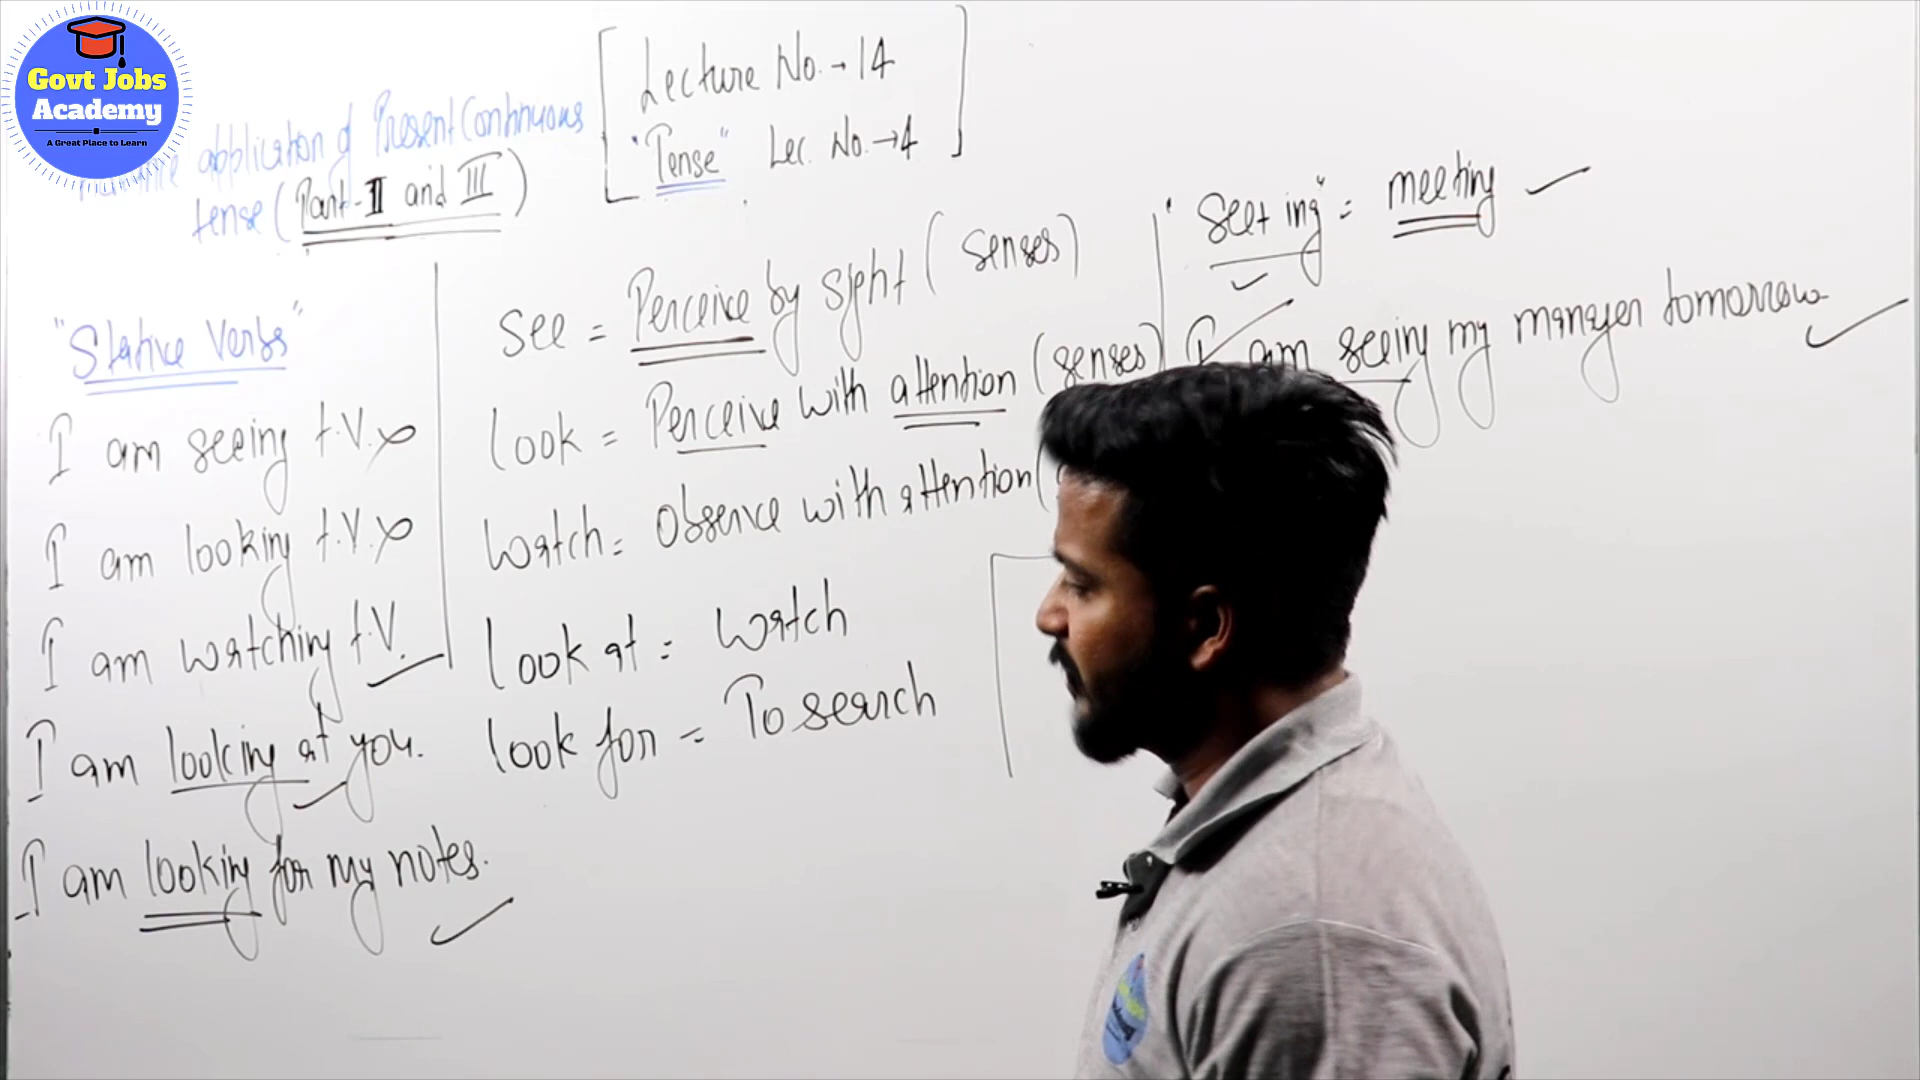 Govt Jobs
Academy
A Great Place to Learn
application of Present Continuous
tense (Part-II and III)
Lecture No. → 14
"Tense" Lec. No. → 4
"Stative Verbs"
I am seeing t.V. ×
I am looking t.V. ×
I am watching t.V. ✓
I am looking at you. ✓
I am looking for my notes. ✓
See = Perceive by sight (senses)
look = Perceive with attention (senses)
watch = observe with attention (
look at = watch
look for = To search
"See+ing" = meeting ✓
I am seeing my manager tomorrow ✓